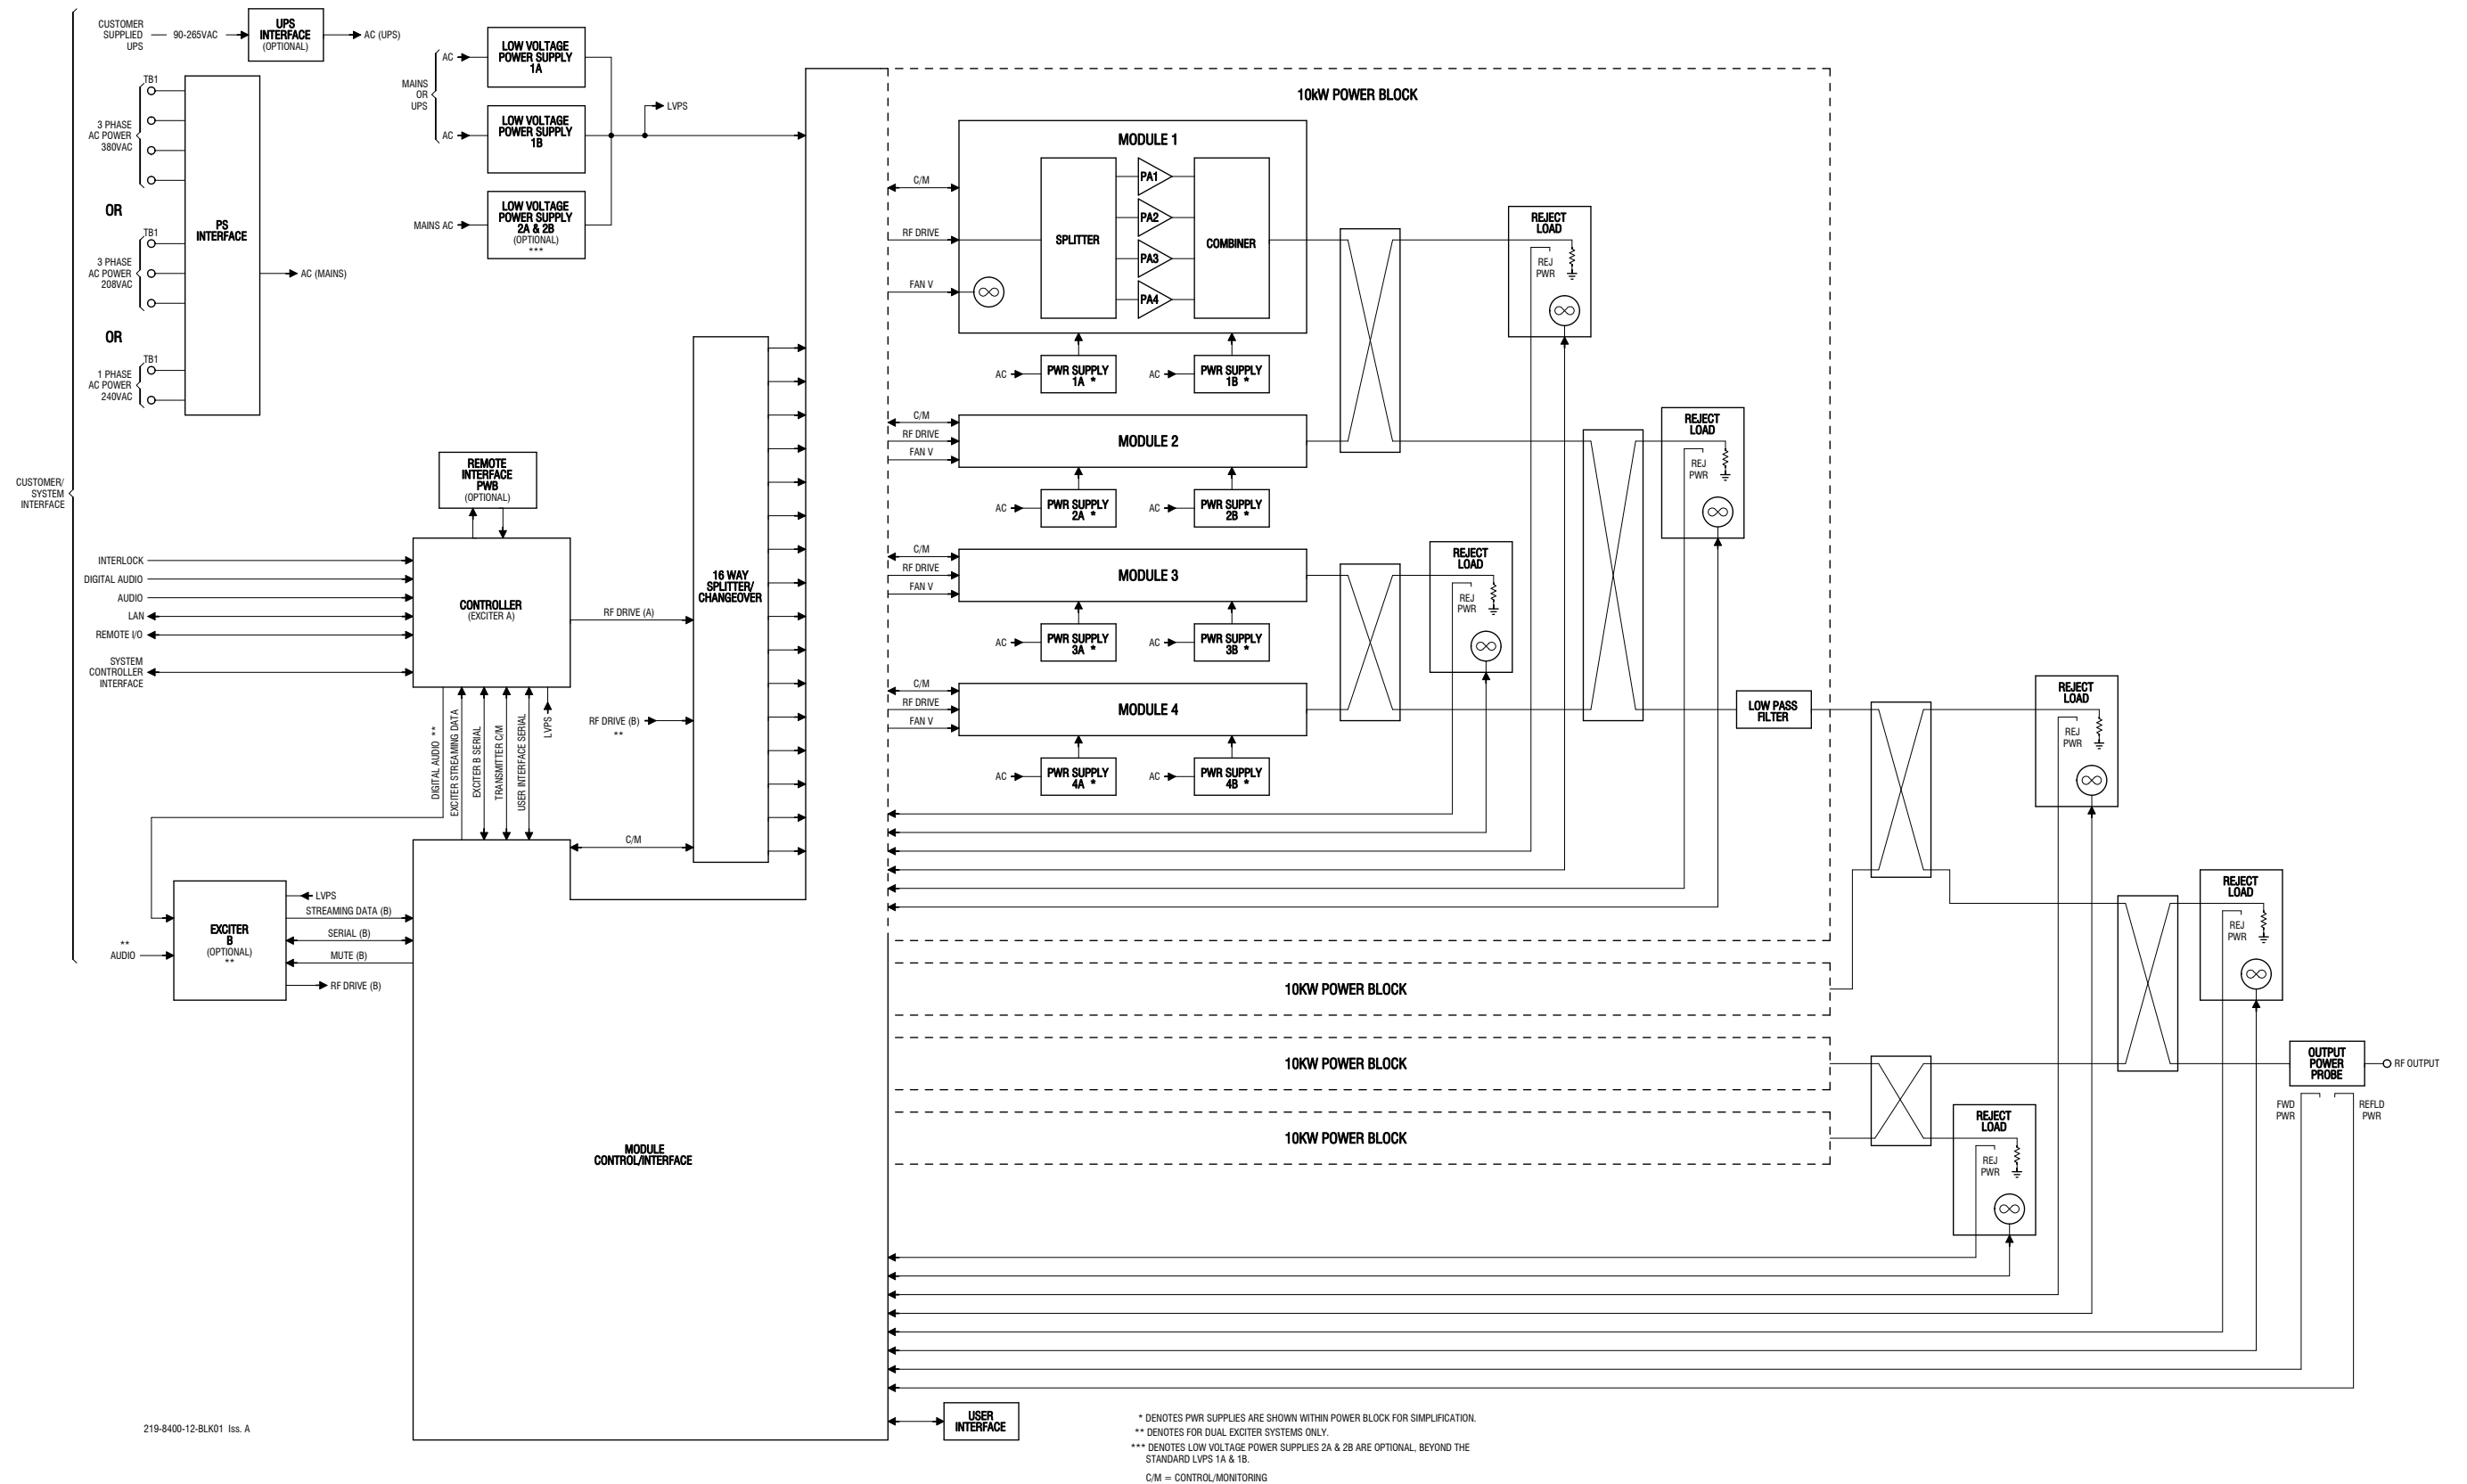 CUSTOMER
SUPPLIED
UPS
90-265VAC
UPS
INTERFACE
(OPTIONAL)
AC (UPS)
TB1
3 PHASE
AC POWER
380VAC
OR
TB1
3 PHASE
AC POWER
208VAC
OR
TB1
1 PHASE
AC POWER
240VAC
PS
INTERFACE
AC (MAINS)
MAINS
OR
UPS
AC
LOW VOLTAGE
POWER SUPPLY
1A
AC
LOW VOLTAGE
POWER SUPPLY
1B
MAINS AC
LOW VOLTAGE
POWER SUPPLY
2A & 2B
(OPTIONAL)
***
LVPS
CUSTOMER/
SYSTEM
INTERFACE
REMOTE
INTERFACE
PWB
(OPTIONAL)
INTERLOCK
DIGITAL AUDIO
AUDIO
LAN
REMOTE I/O
SYSTEM
CONTROLLER
INTERFACE
CONTROLLER
(EXCITER A)
RF DRIVE (A)
RF DRIVE (B)
**
16 WAY
SPLITTER/
CHANGEOVER
DIGITAL AUDIO **
EXCITER STREAMING DATA
EXCITER B SERIAL
TRANSMITTER C/M
USER INTERFACE SERIAL
LVPS
C/M
**
AUDIO
EXCITER
B
(OPTIONAL)
**
LVPS
STREAMING DATA (B)
SERIAL (B)
MUTE (B)
RF DRIVE (B)
MODULE
CONTROL/INTERFACE
10kW POWER BLOCK
C/M
RF DRIVE
FAN V
MODULE 1
SPLITTER
PA1
PA2
PA3
PA4
COMBINER
AC
PWR SUPPLY
1A *
AC
PWR SUPPLY
1B *
REJECT
LOAD
REJ
PWR
C/M
RF DRIVE
FAN V
MODULE 2
AC
PWR SUPPLY
2A *
AC
PWR SUPPLY
2B *
REJECT
LOAD
REJ
PWR
C/M
RF DRIVE
FAN V
MODULE 3
AC
PWR SUPPLY
3A *
AC
PWR SUPPLY
3B *
REJECT
LOAD
REJ
PWR
C/M
RF DRIVE
FAN V
MODULE 4
AC
PWR SUPPLY
4A *
AC
PWR SUPPLY
4B *
LOW PASS
FILTER
REJECT
LOAD
REJ
PWR
REJECT
LOAD
REJ
PWR
10KW POWER BLOCK
10KW POWER BLOCK
10KW POWER BLOCK
REJECT
LOAD
REJ
PWR
OUTPUT
POWER
PROBE
RF OUTPUT
FWD
PWR
REFLD
PWR
USER
INTERFACE
219-8400-12-BLK01 Iss. A
* DENOTES PWR SUPPLIES ARE SHOWN WITHIN POWER BLOCK FOR SIMPLIFICATION.
** DENOTES FOR DUAL EXCITER SYSTEMS ONLY.
*** DENOTES LOW VOLTAGE POWER SUPPLIES 2A & 2B ARE OPTIONAL, BEYOND THE
STANDARD LVPS 1A & 1B.
C/M = CONTROL/MONITORING